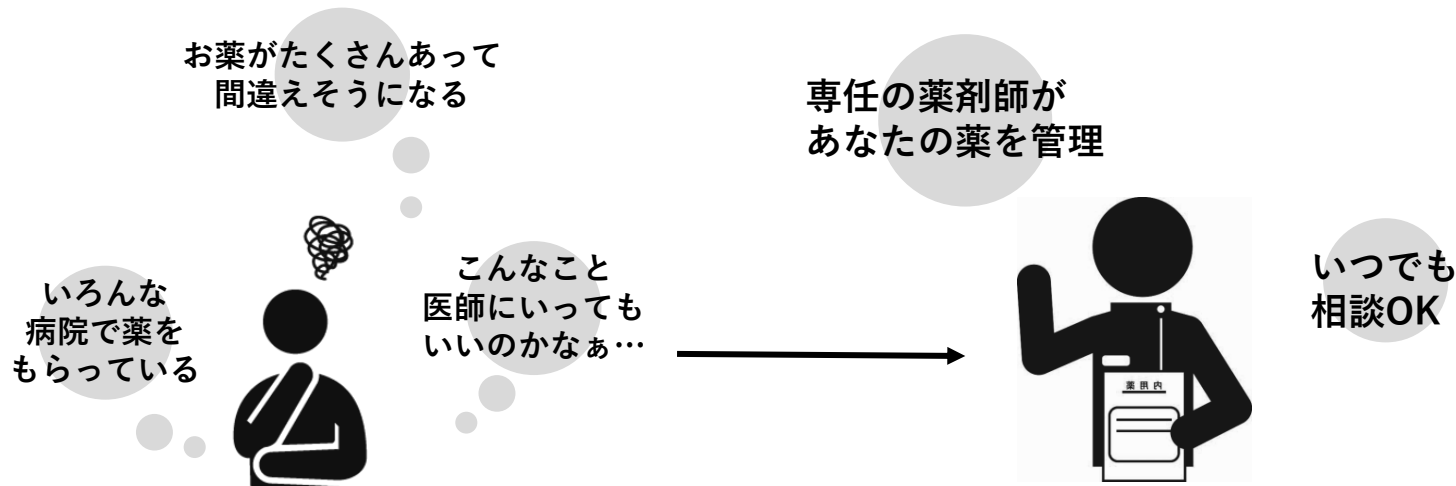 お薬がたくさんあって
間違えそうになる
いろんな
病院で薬を
もらっている
こんなこと
医師にいっても
いいのかなぁ…
専任の薬剤師が
あなたの薬を管理
いつでも
相談OK
薬用内